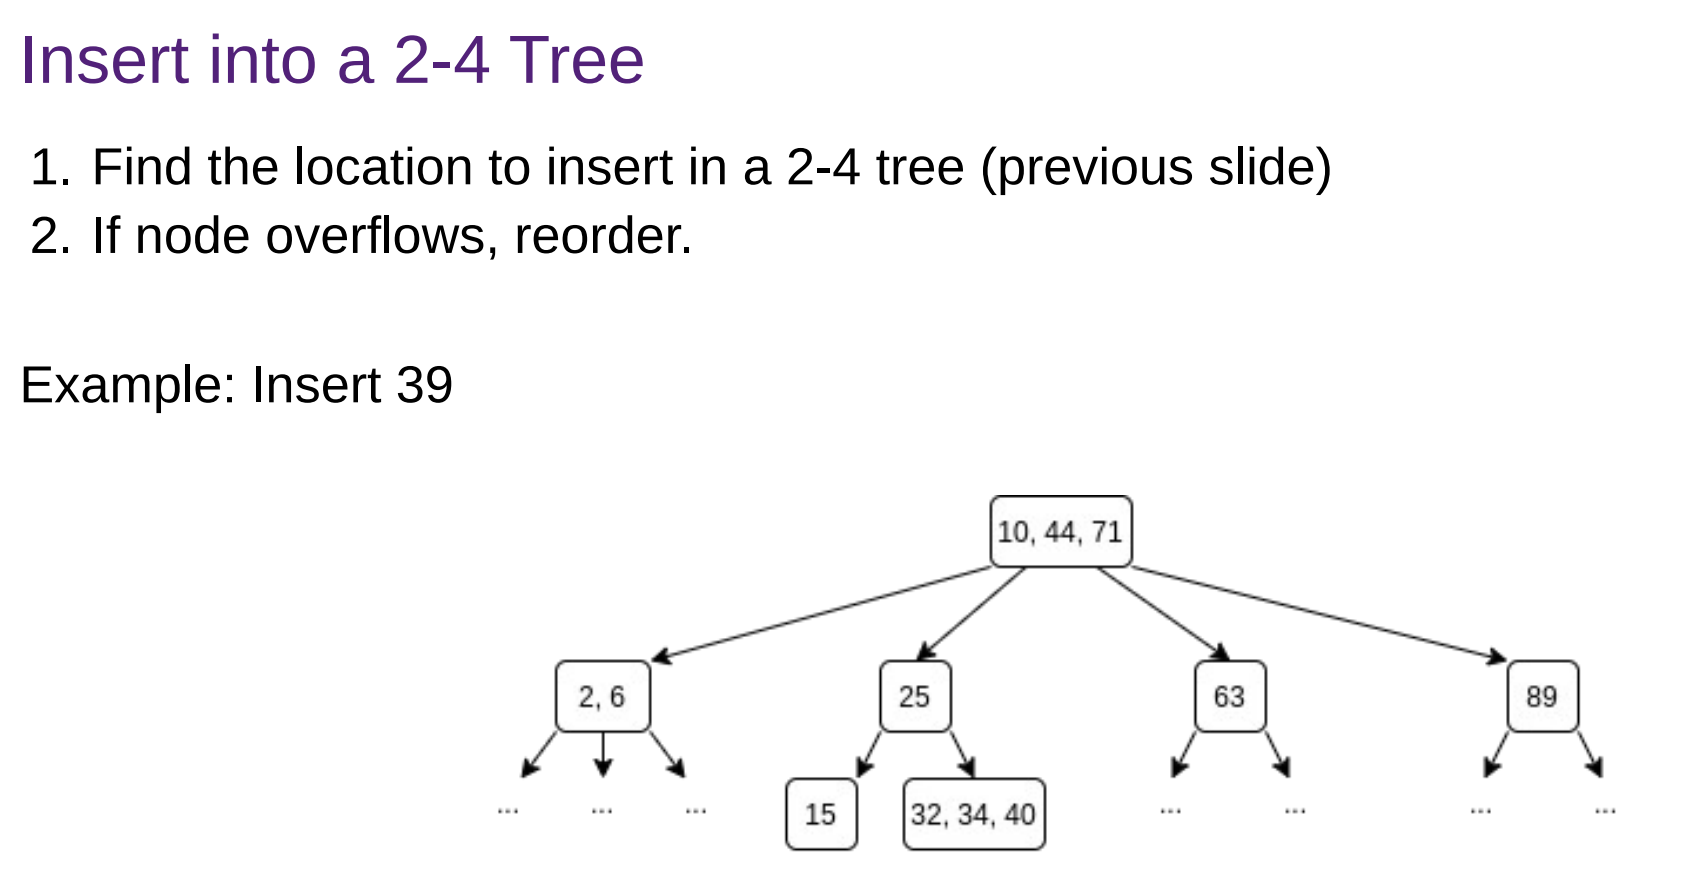 Insert into a 2-4 Tree
1. Find the location to insert in a 2-4 tree (previous slide)
2. If node overflows, reorder.
Example: Insert 39
10, 44, 71
2, 6
25
63
89
... ... ...
15
32, 34, 40
... ...
... ...